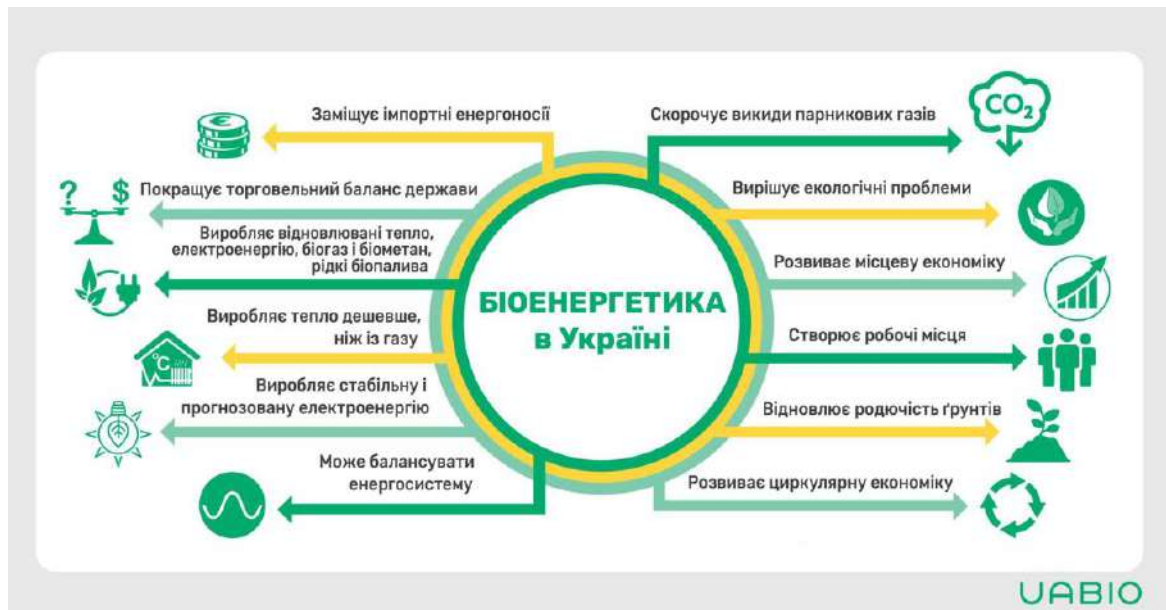 Заміщує імпортні енергоносії
Покращує торговельний баланс держави
Виробляє відновлювані тепло,
електроенергію, біогаз і біометан,
рідкі біопалива
Виробляє тепло дешевше,
ніж із газу
Виробляє стабільну і
прогнозовану електроенергію
Може балансувати
енергосистему
БІОЕНЕРГЕТИКА
в Україні
Скорочує викиди парникових газів
Вирішує екологічні проблеми
Розвиває місцеву економіку
Створює робочі місця
Відновлює родючість ґрунтів
Розвиває циркулярну економіку
€
? $
°C
CO₂
UABIO